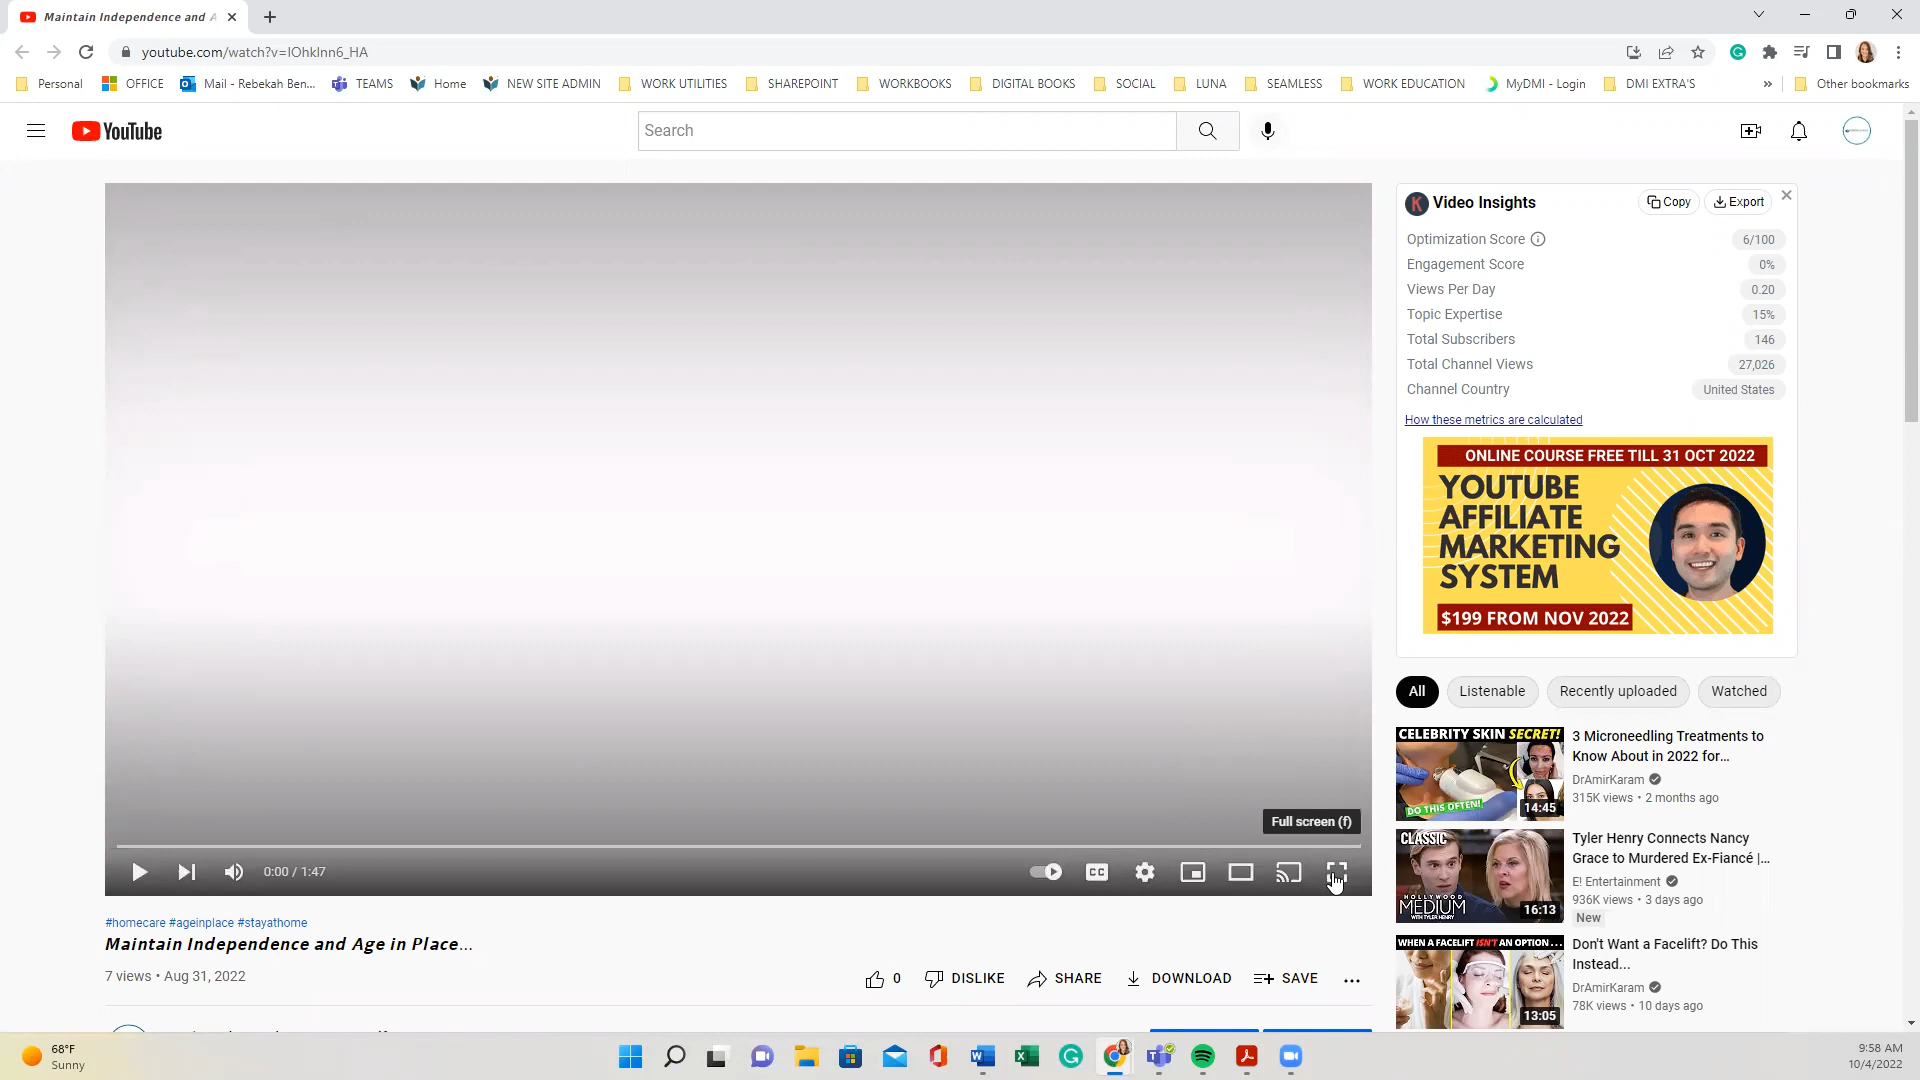 Maintain Independence and A
youtube.com/watch?v=IOhkInn6_HA
Personal OFFICE Mail - Rebekah Ben... TEAMS Home NEW SITE ADMIN WORK UTILITIES SHAREPOINT WORKBOOKS DIGITAL BOOKS SOCIAL LUNA SEAMLESS WORK EDUCATION MyDMI - Login DMI EXTRA'S » Other bookmarks
YouTube
Search
Video Insights
Copy
Export
Optimization Score 6/100
Engagement Score 0%
Views Per Day 0.20
Topic Expertise 15%
Total Subscribers 146
Total Channel Views 27,026
Channel Country United States
How these metrics are calculated
ONLINE COURSE FREE TILL 31 OCT 2022
YOUTUBE
AFFILIATE
MARKETING
SYSTEM
$199 FROM NOV 2022
All Listenable Recently uploaded Watched
CELEBRITY SKIN SECRET!
DO THIS OFTEN!
14:45
3 Microneedling Treatments to
Know About in 2022 for...
DrAmirKaram
315K views • 2 months ago
CLASSIC
HOLLYWOOD
MEDIUM
WITH TYLER HENRY
16:13
Tyler Henry Connects Nancy
Grace to Murdered Ex-Fiancé |...
E! Entertainment
936K views • 3 days ago
New
WHEN A FACELIFT ISN'T AN OPTION...
13:05
Don't Want a Facelift? Do This
Instead...
DrAmirKaram
78K views • 10 days ago
Full screen (f)
0:00 / 1:47
CC
#homecare #ageinplace #stayathome
Maintain Independence and Age in Place...
7 views • Aug 31, 2022
0 DISLIKE SHARE DOWNLOAD SAVE ...
68°F
Sunny
9:58 AM
10/4/2022